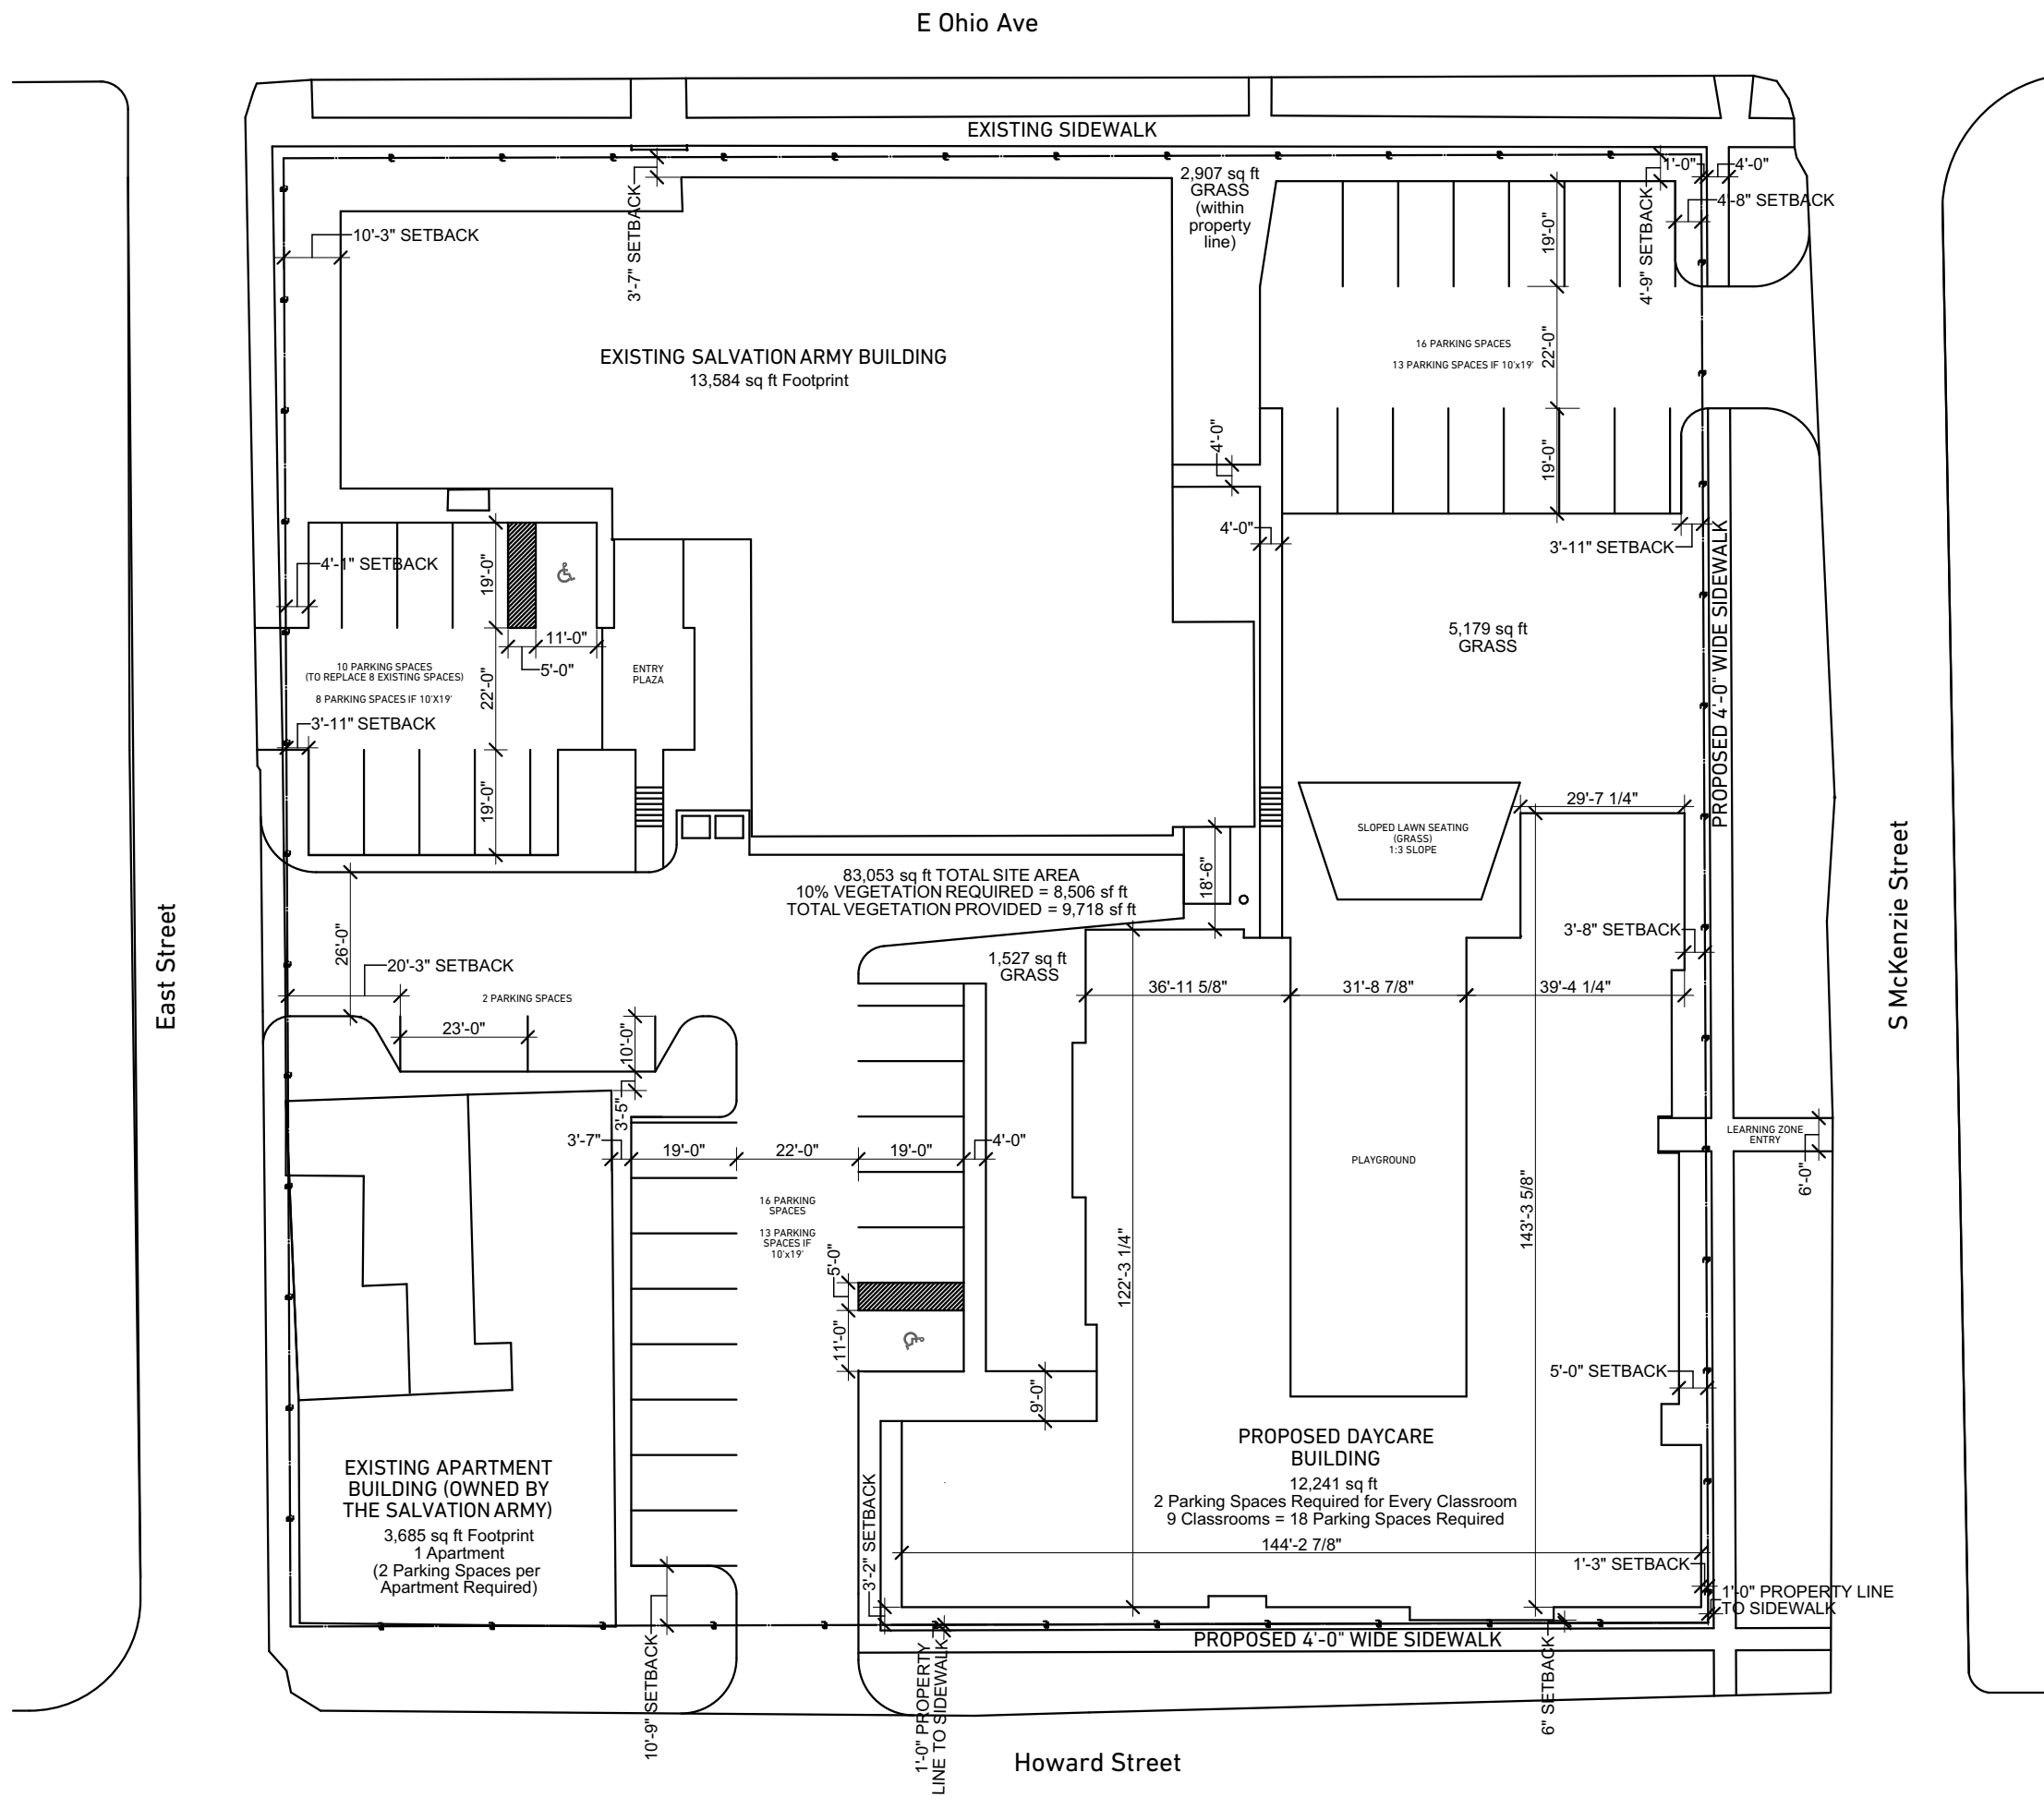 E Ohio Ave
EXISTING SIDEWALK
2,907 sq ft
GRASS
(within
property
line)
1'-0"
4'-0"
4'-8" SETBACK
10'-3" SETBACK
3'-7" SETBACK
19'-0"
4'-9" SETBACK
EXISTING SALVATION ARMY BUILDING
13,584 sq ft Footprint
16 PARKING SPACES
13 PARKING SPACES IF 10'x19'
22'-0"
4'-0"
19'-0"
4'-0"
3'-11" SETBACK
PROPOSED 4'-0" WIDE SIDEWALK
4'-1" SETBACK
19'-0"
11'-0"
5'-0"
10 PARKING SPACES
(TO REPLACE 8 EXISTING SPACES)
8 PARKING SPACES IF 10'X19'
22'-0"
ENTRY
PLAZA
5,179 sq ft
GRASS
3'-11" SETBACK
19'-0"
29'-7 1/4"
SLOPED LAWN SEATING
(GRASS)
1:3 SLOPE
83,053 sq ft TOTAL SITE AREA
10% VEGETATION REQUIRED = 8,506 sf ft
TOTAL VEGETATION PROVIDED = 9,718 sf ft
18'-6"
East Street
S McKenzie Street
26'-0"
20'-3" SETBACK
2 PARKING SPACES
23'-0"
10'-0"
1,527 sq ft
GRASS
3'-8" SETBACK
36'-11 5/8"
31'-8 7/8"
39'-4 1/4"
3'-5"
3'-7"
19'-0"
22'-0"
19'-0"
4'-0"
LEARNING ZONE
ENTRY
6'-0"
PLAYGROUND
16 PARKING
SPACES
13 PARKING
SPACES IF
10'x19'
5'-0"
11'-0"
122'-3 1/4"
143'-3 5/8"
9'-0"
5'-0" SETBACK
PROPOSED DAYCARE
BUILDING
12,241 sq ft
2 Parking Spaces Required for Every Classroom
9 Classrooms = 18 Parking Spaces Required
144'-2 7/8"
EXISTING APARTMENT
BUILDING (OWNED BY
THE SALVATION ARMY)
3,685 sq ft Footprint
1 Apartment
(2 Parking Spaces per
Apartment Required)
3'-2" SETBACK
1'-3" SETBACK
1'-0" PROPERTY LINE
TO SIDEWALK
PROPOSED 4'-0" WIDE SIDEWALK
10'-9" SETBACK
1'-0" PROPERTY
LINE TO SIDEWALK
6" SETBACK
Howard Street